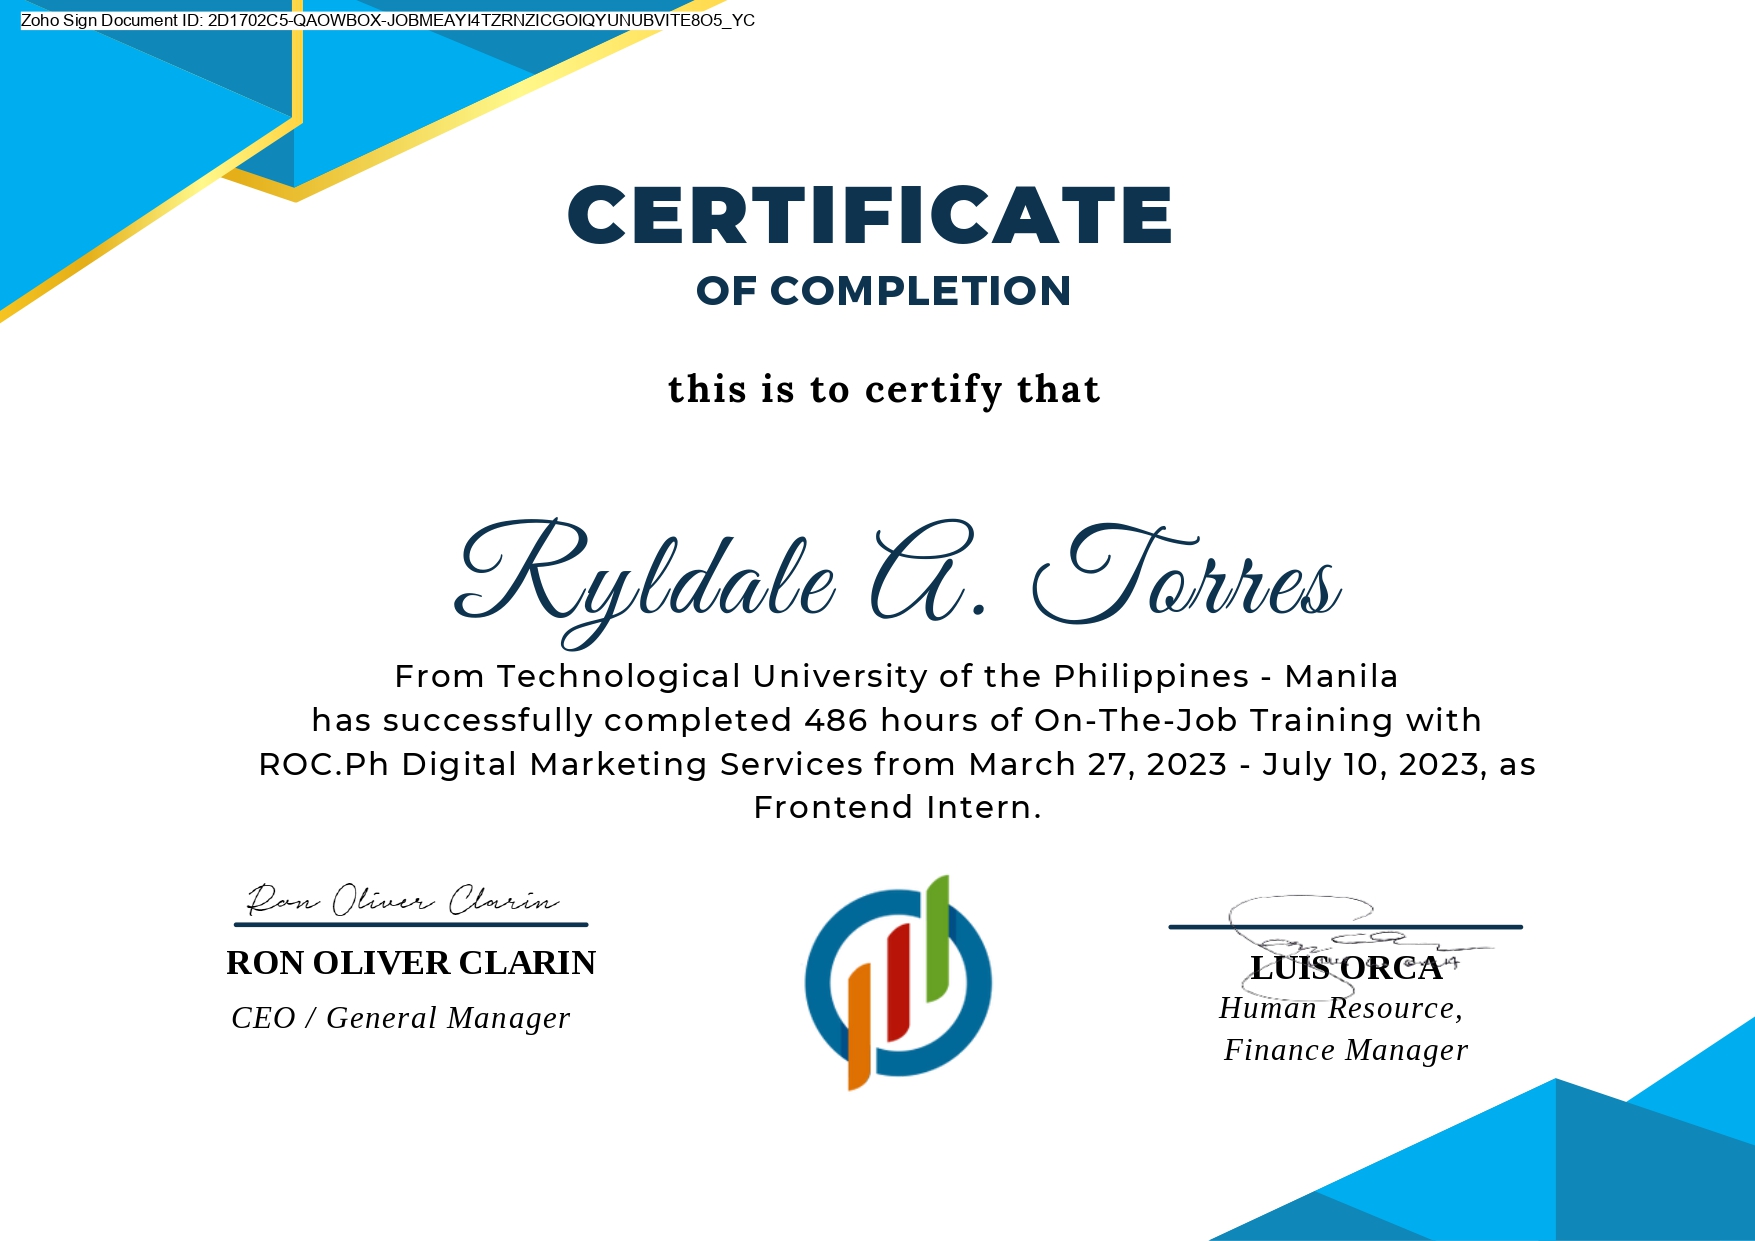 Zoho Sign Document ID: 2D1702C5-QAOWBOX-JOBMEAYI4TZRNZICGOIQYUNUBVITE8O5_YC
CERTIFICATE
OF COMPLETION
this is to certify that
Ryldale A. Torres
From Technological University of the Philippines - Manila
has successfully completed 486 hours of On-The-Job Training with
ROC.Ph Digital Marketing Services from March 27, 2023 - July 10, 2023, as
Frontend Intern.
Ron Oliver Clarin
RON OLIVER CLARIN
CEO / General Manager
LUIS ORCA
Human Resource,
Finance Manager